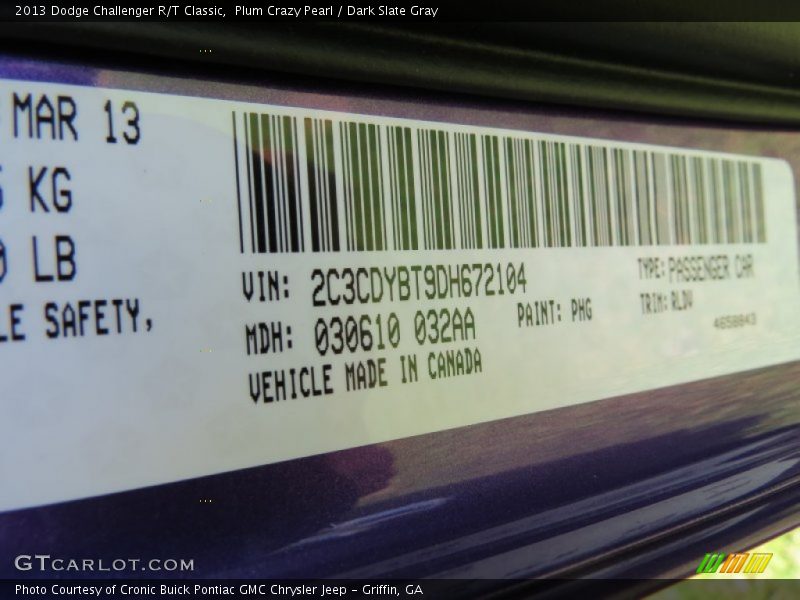 2013 Dodge Challenger R/T Classic,  Plum Crazy Pearl / Dark Slate Gray
MAR 13
KG
LB
LE SAFETY,
VIN: 2C3CDYBT9DH672104
TYPE: PASSENGER CAR
MDH: 030610 032AA
PAINT: PHG
TRIM: RLDV
4658843
VEHICLE MADE IN CANADA
GTCARLOT.COM
Photo Courtesy of Cronic Buick Pontiac GMC Chrysler Jeep - Griffin, GA